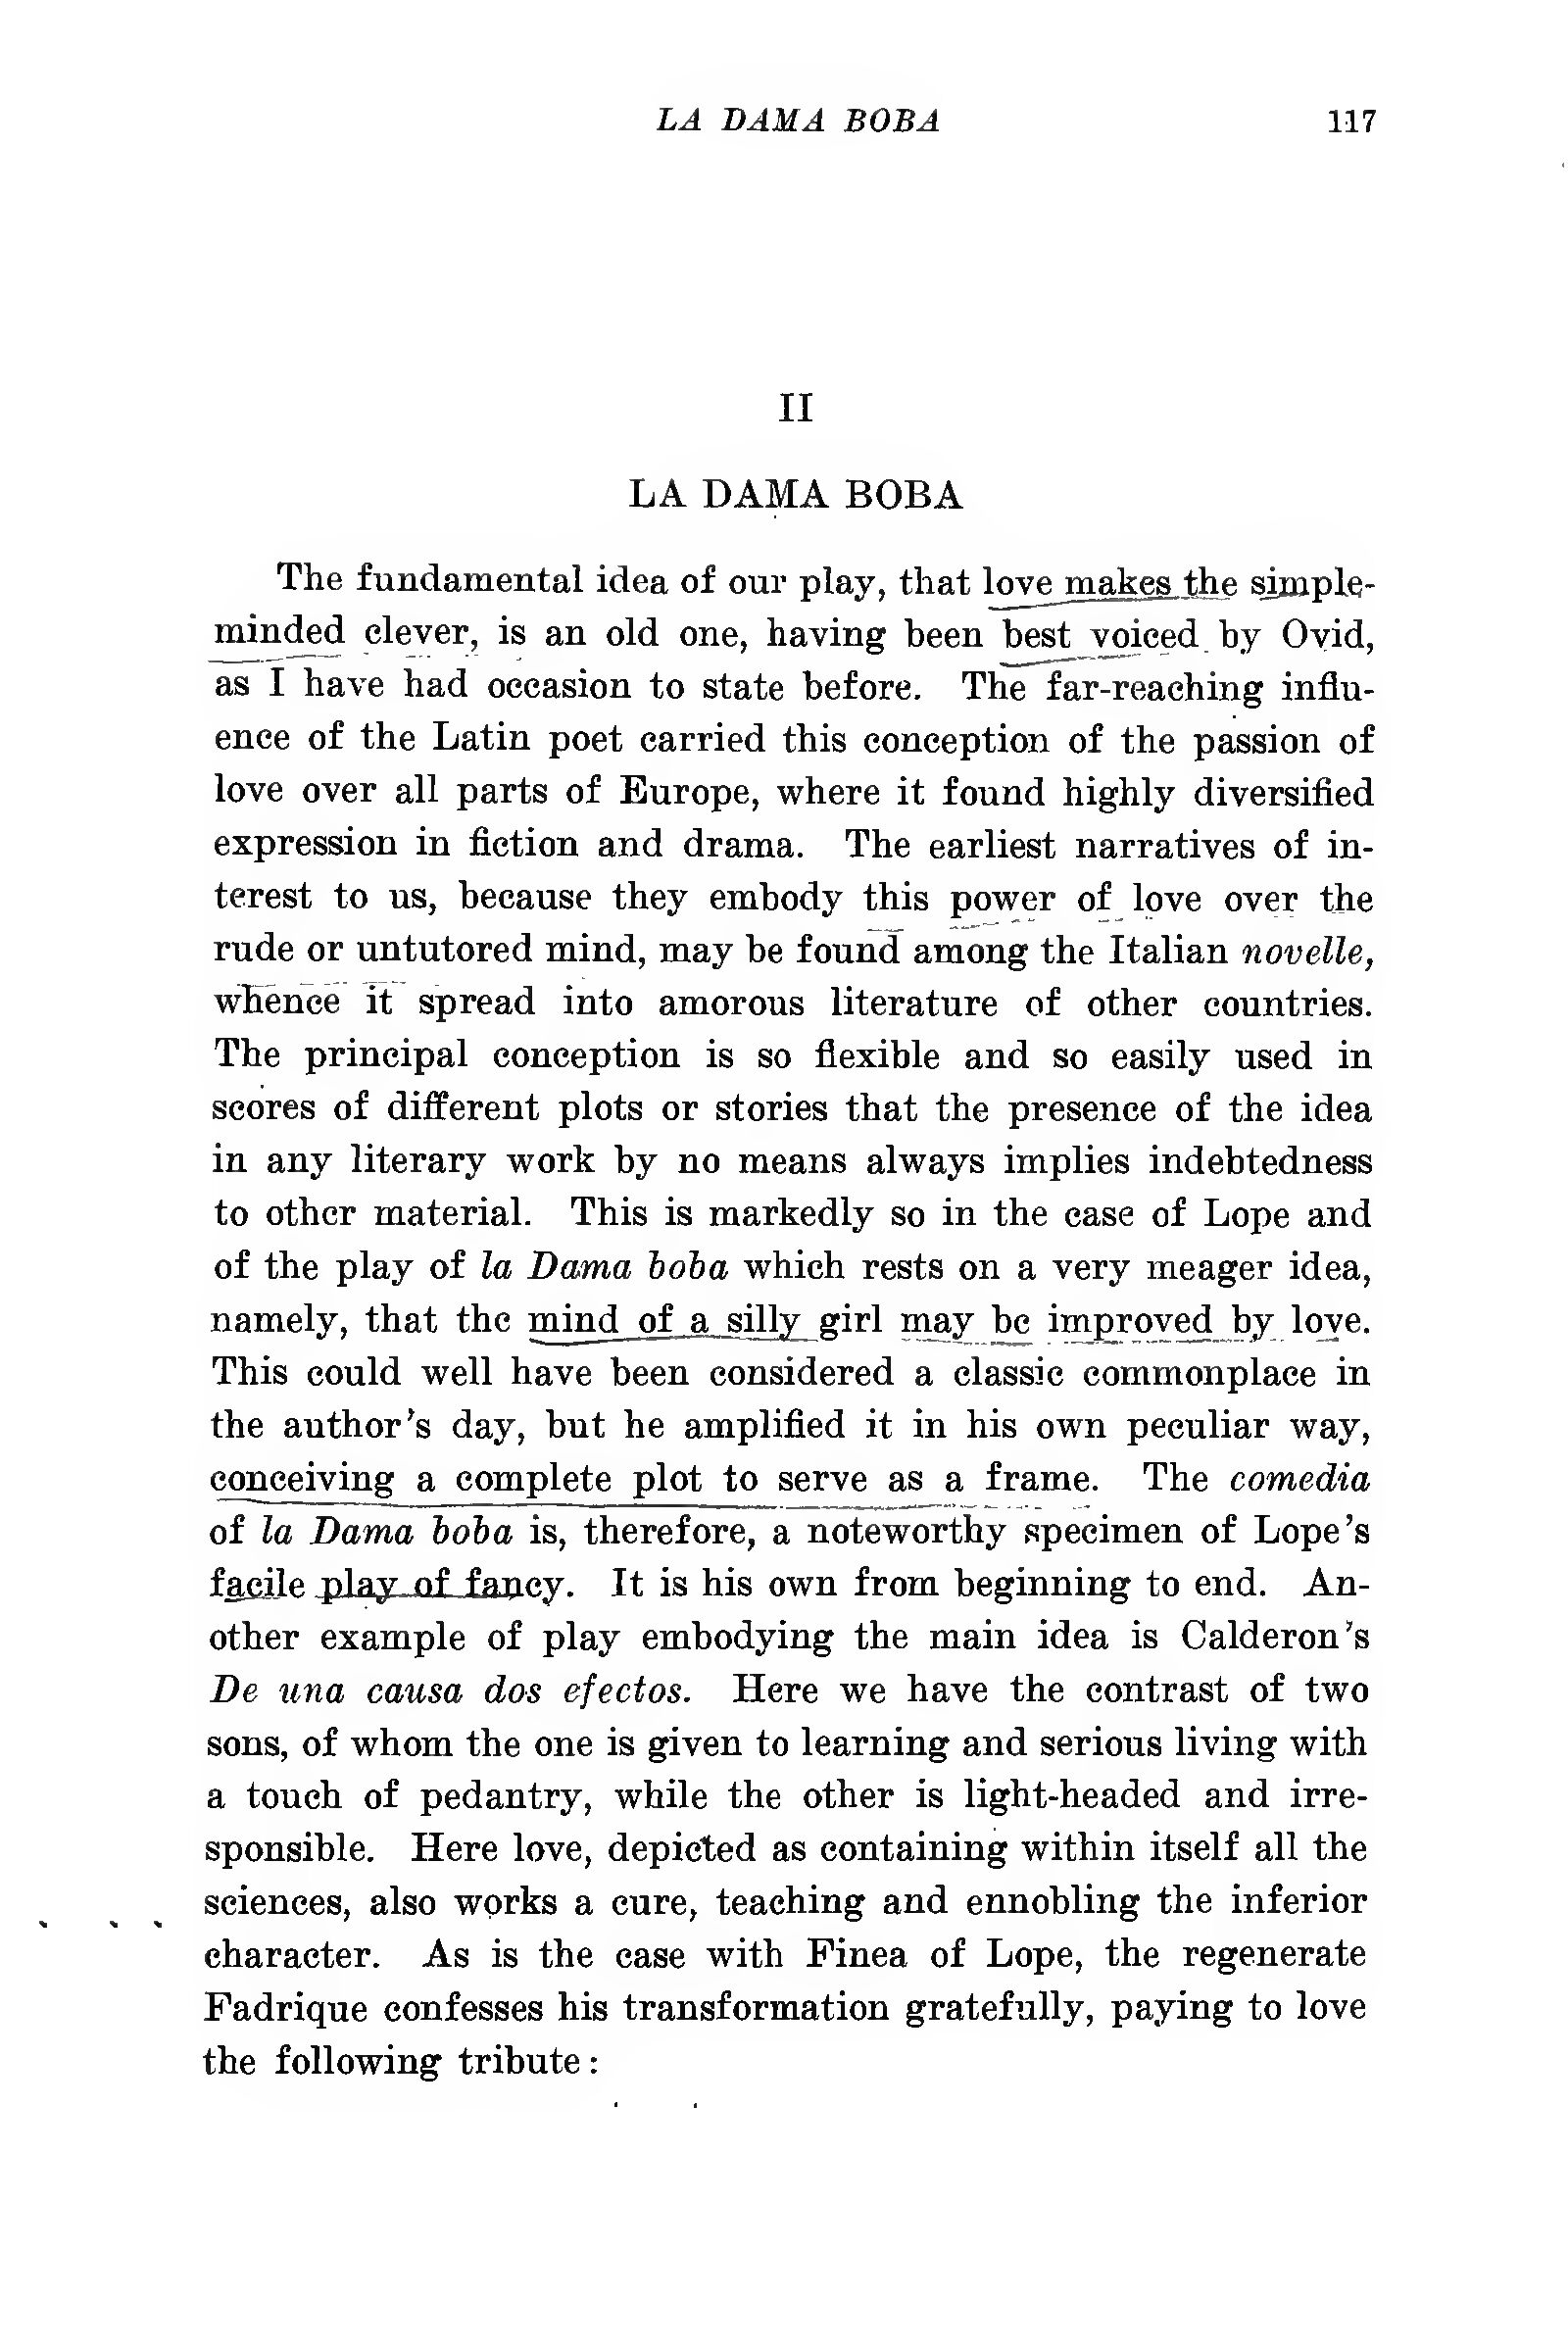 LA DAMA BOBA 117
II
LA DAMA BOBA
The fundamental idea of our play, that love makes the simple-
minded clever, is an old one, having been best voiced by Ovid,
as I have had occasion to state before. The far-reaching influ-
ence of the Latin poet carried this conception of the passion of
love over all parts of Europe, where it found highly diversified
expression in fiction and drama. The earliest narratives of in-
terest to us, because they embody this power of love over the
rude or untutored mind, may be found among the Italian novelle,
whence it spread into amorous literature of other countries.
The principal conception is so flexible and so easily used in
scores of different plots or stories that the presence of the idea
in any literary work by no means always implies indebtedness
to other material. This is markedly so in the case of Lope and
of the play of la Dama boba which rests on a very meager idea,
namely, that the mind of a silly girl may be improved by love.
This could well have been considered a classic commonplace in
the author's day, but he amplified it in his own peculiar way,
conceiving a complete plot to serve as a frame. The comedia
of la Dama boba is, therefore, a noteworthy specimen of Lope's
facile play of fancy. It is his own from beginning to end. An-
other example of play embodying the main idea is Calderon's
De una causa dos efectos. Here we have the contrast of two
sons, of whom the one is given to learning and serious living with
a touch of pedantry, while the other is light-headed and irre-
sponsible. Here love, depicted as containing within itself all the
sciences, also works a cure, teaching and ennobling the inferior
character. As is the case with Finea of Lope, the regenerate
Fadrique confesses his transformation gratefully, paying to love
the following tribute: